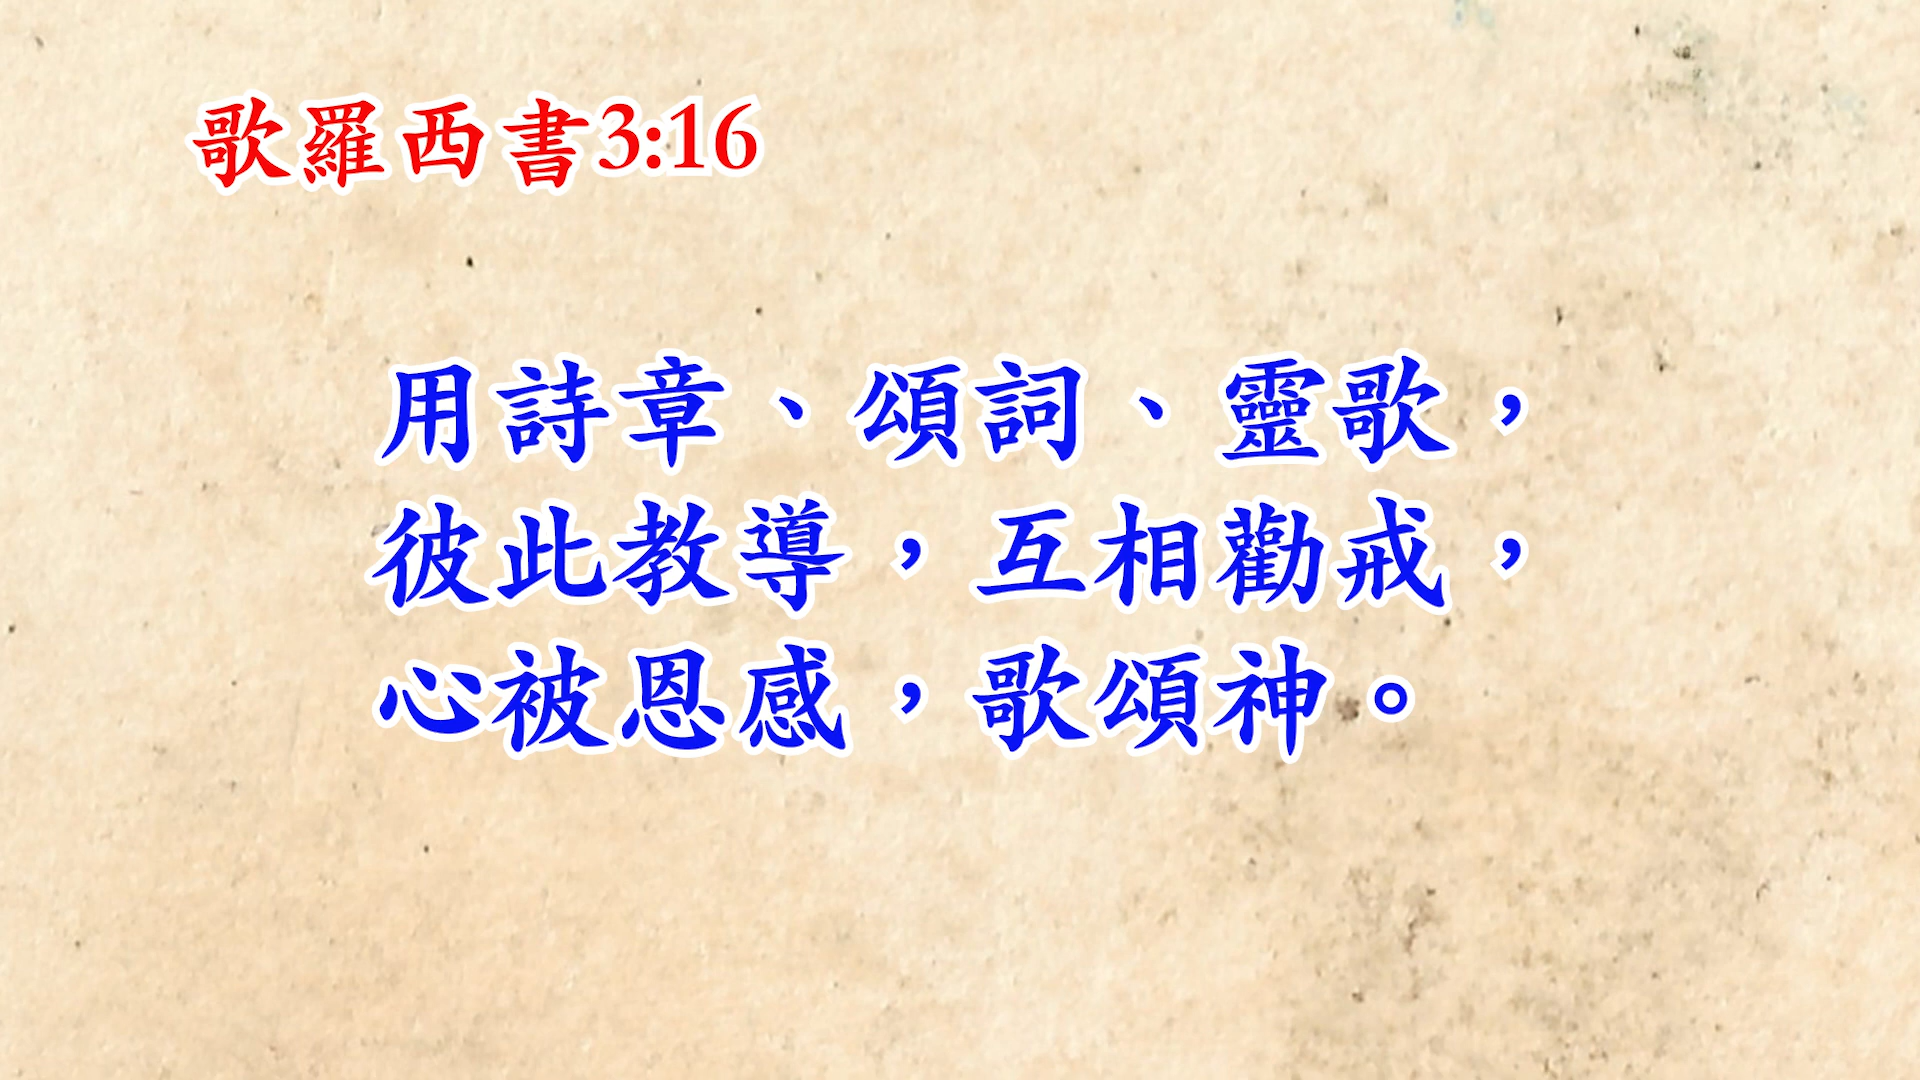 歌羅西書3:16
用詩章、頌詞、靈歌，
彼此教導，互相勸戒，
心被恩感，歌頌神。